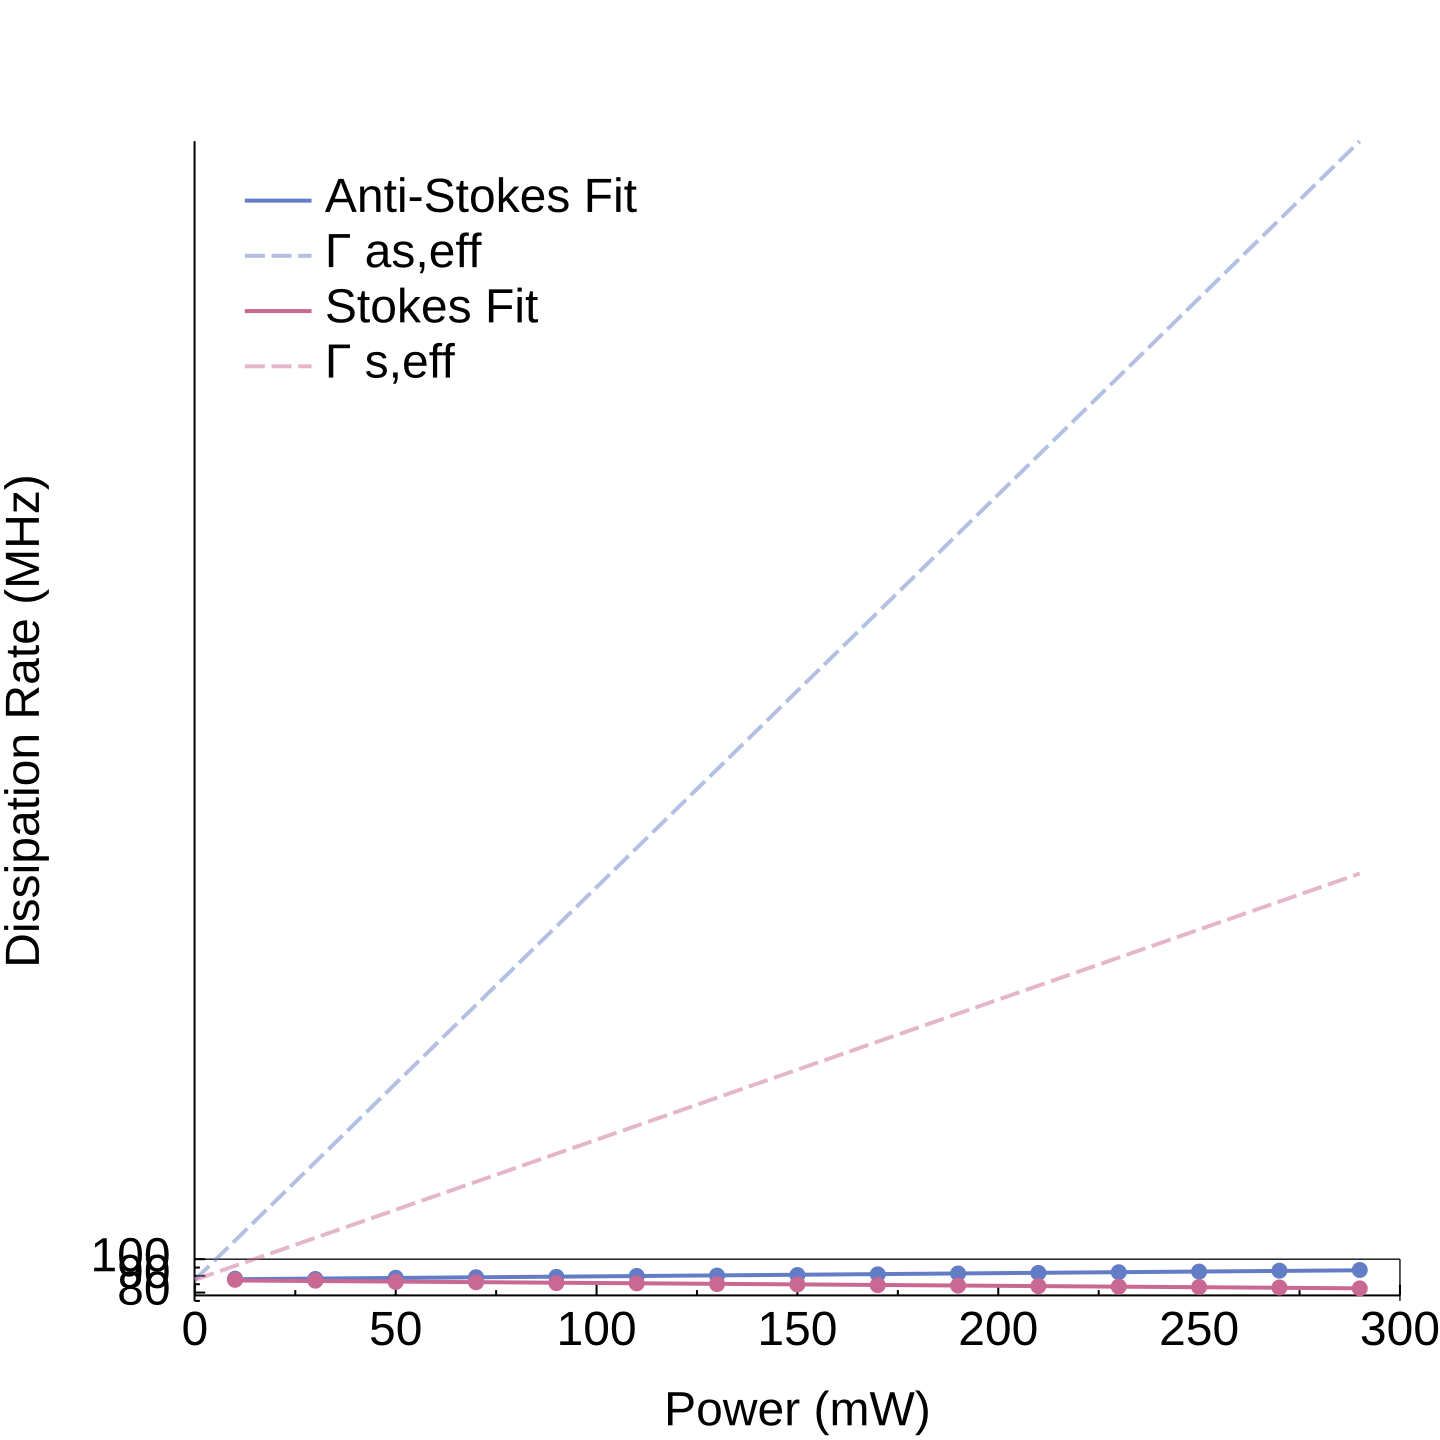 Anti-Stokes Fit
Γ as,eff
Stokes Fit
Γ s,eff
Dissipation Rate (MHz)
100
90
80
0 50 100 150 200 250 300
Power (mW)